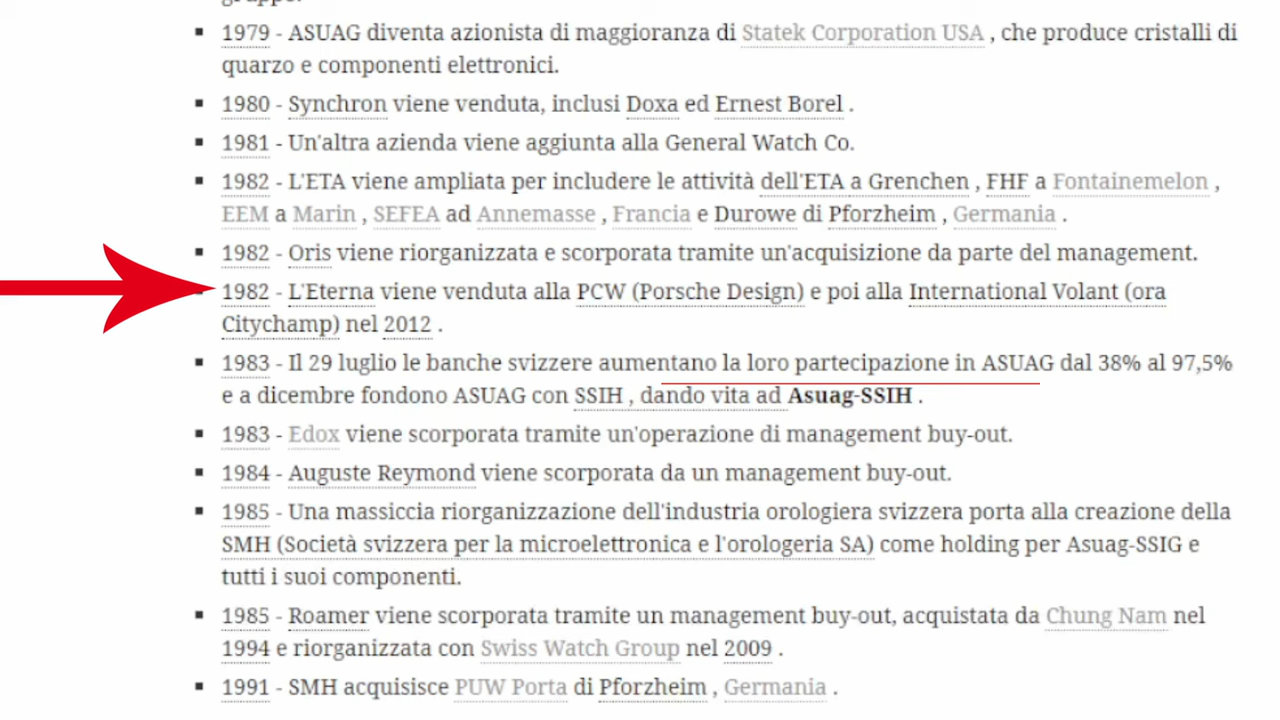 gruppo.
1979 - ASUAG diventa azionista di maggioranza di Statek Corporation USA , che produce cristalli di
quarzo e componenti elettronici.
1980 - Synchron viene venduta, inclusi Doxa ed Ernest Borel .
1981 - Un'altra azienda viene aggiunta alla General Watch Co.
1982 - L'ETA viene ampliata per includere le attività dell'ETA a Grenchen , FHF a Fontainemelon ,
EEM a Marin , SEFEA ad Annemasse , Francia e Durowe di Pforzheim , Germania .
1982 - Oris viene riorganizzata e scorporata tramite un'acquisizione da parte del management.
1982 - L'Eterna viene venduta alla PCW (Porsche Design) e poi alla International Volant (ora
Citychamp) nel 2012 .
1983 - Il 29 luglio le banche svizzere aumentano la loro partecipazione in ASUAG dal 38% al 97,5%
e a dicembre fondono ASUAG con SSIH , dando vita ad Asuag-SSIH .
1983 - Edox viene scorporata tramite un'operazione di management buy-out.
1984 - Auguste Reymond viene scorporata da un management buy-out.
1985 - Una massiccia riorganizzazione dell'industria orologiera svizzera porta alla creazione della
SMH (Società svizzera per la microelettronica e l'orologeria SA) come holding per Asuag-SSIG e
tutti i suoi componenti.
1985 - Roamer viene scorporata tramite un management buy-out, acquistata da Chung Nam nel
1994 e riorganizzata con Swiss Watch Group nel 2009 .
1991 - SMH acquisisce PUW Porta di Pforzheim , Germania .